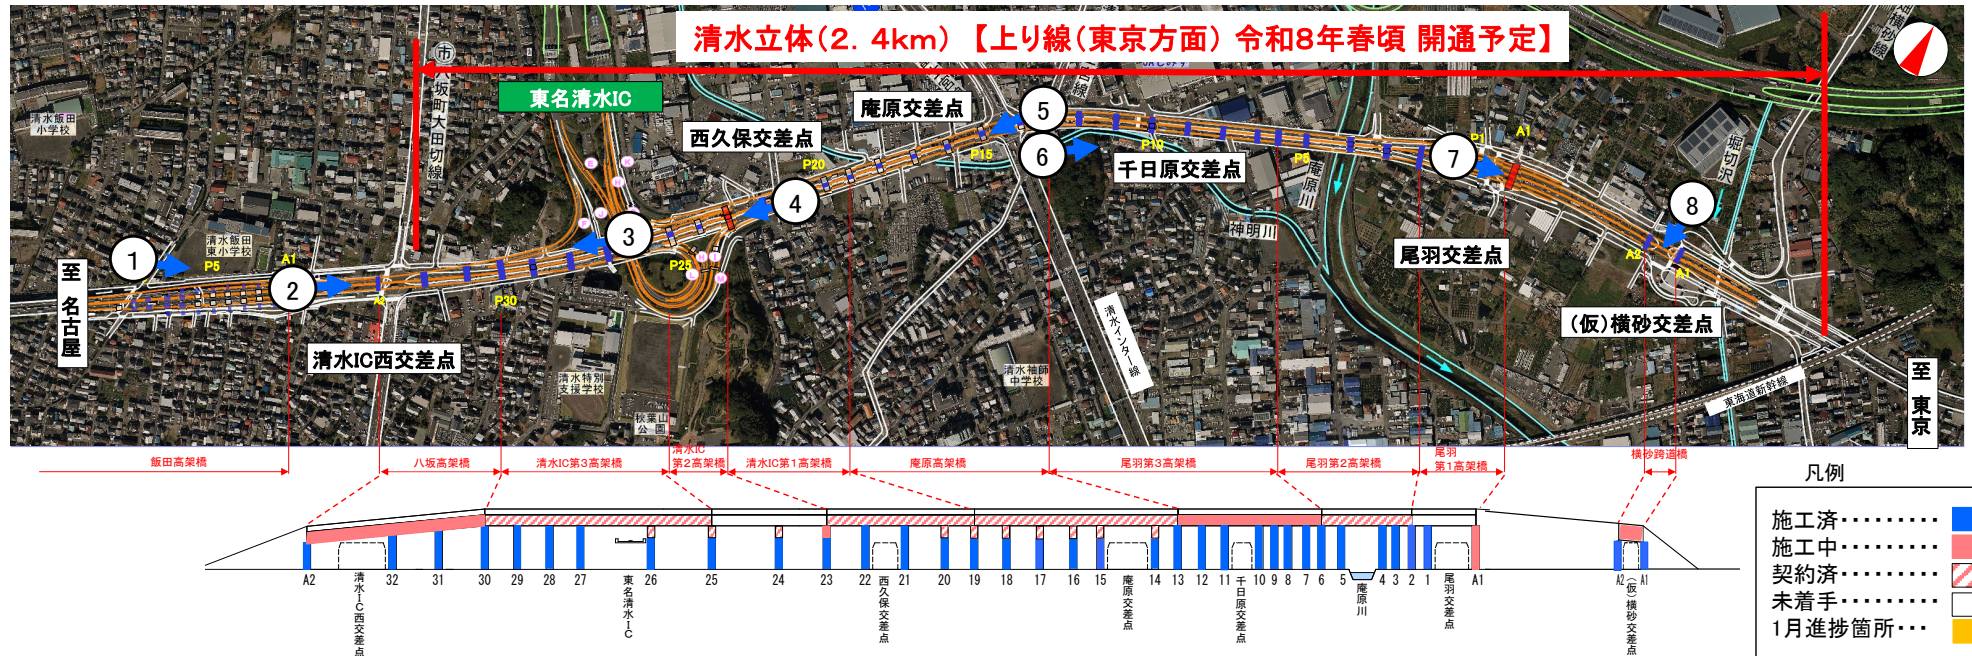 清水立体(2．4km)【上り線(東京方面) 令和8年春頃 開通予定】
市
八坂町大田切線
東名清水IC
西久保交差点
庵原交差点
千日原交差点
尾羽交差点
(仮)横砂交差点
清水IC西交差点
清水飯田
小学校
清水飯田
東小学校
清水特別
支援学校
秋葉山
公園
清水袖師
中学校
清水インター線
庵原川
神明川
堀切沢
東海道新幹線
至 名古屋
至 東京
1
2
3
4
5
6
7
8
P5
A1
A2
P30
P25
P20
P15
P10
P5
P1
A1
A2
A1
E
K
H
F
J
L
H
I
M
飯田高架橋
八坂高架橋
清水IC第3高架橋
清水IC
第2高架橋
清水IC第1高架橋
庵原高架橋
尾羽第3高架橋
尾羽第2高架橋
尾羽
第1高架橋
横砂跨道橋
A2
清水IC西交差点
32
31
30
29
28
27
東名清水IC
26
25
24
23
22
西久保交差点
21
20
19
18
17
16
15
庵原交差点
14
13
12
11
千日原交差点
10
9
8
7
6
5
庵原川
4
3
2
1
尾羽交差点
A1
A2
(仮)横砂交差点
A1
凡例
施工済・・・・・・・・・
施工中・・・・・・・・・
契約済・・・・・・・・・
未着手・・・・・・・・・
1月進捗箇所・・・